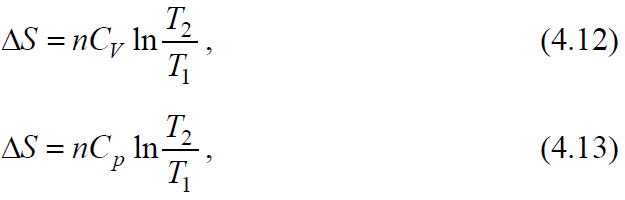 ΔS = nC_V ln T_2/T_1 , (4.12)
ΔS = nC_p ln T_2/T_1 , (4.13)